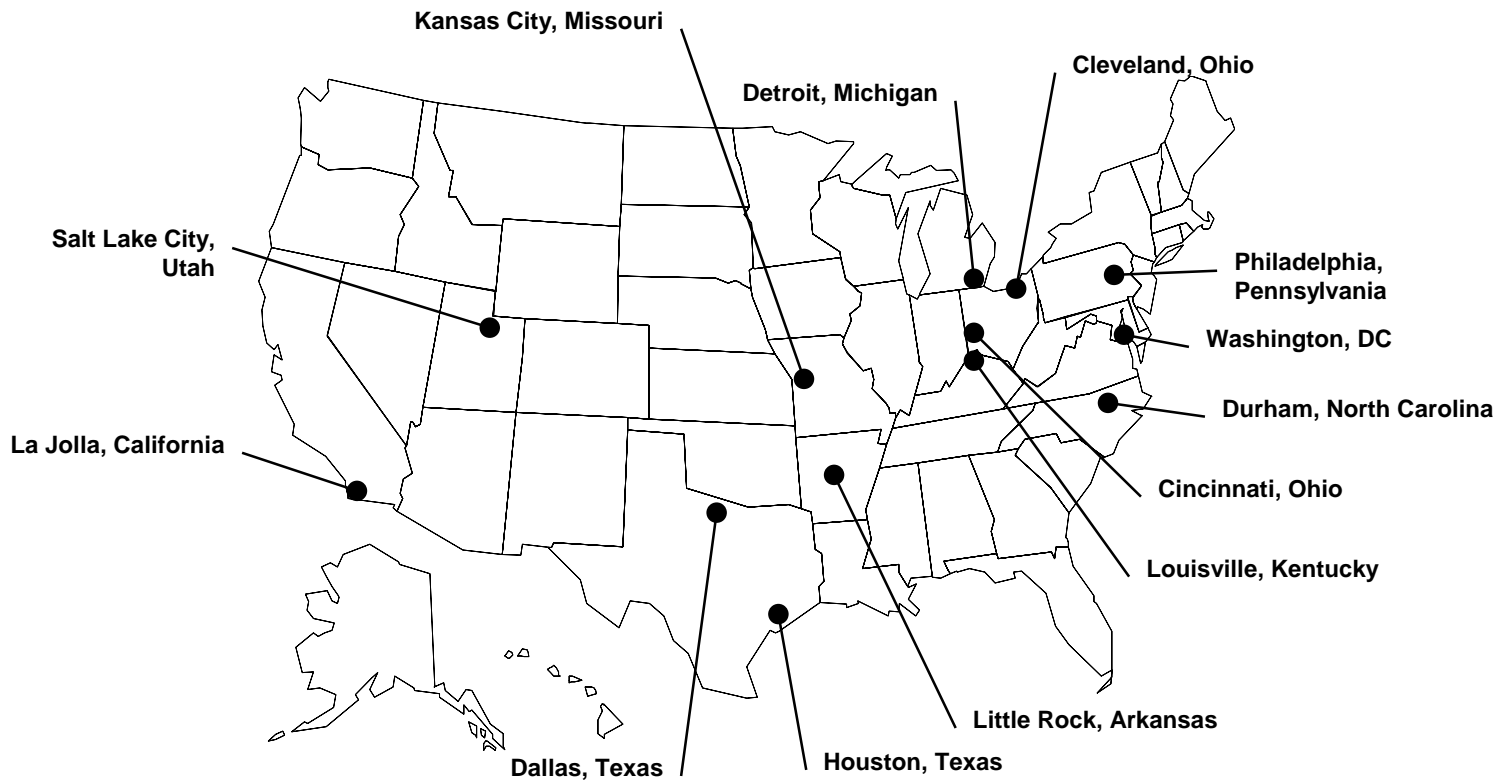 Kansas City, Missouri
Cleveland, Ohio
Detroit, Michigan
Salt Lake City,
Utah
Philadelphia,
Pennsylvania
Washington, DC
Durham, North Carolina
La Jolla, California
Cincinnati, Ohio
Louisville, Kentucky
Little Rock, Arkansas
Houston, Texas
Dallas, Texas